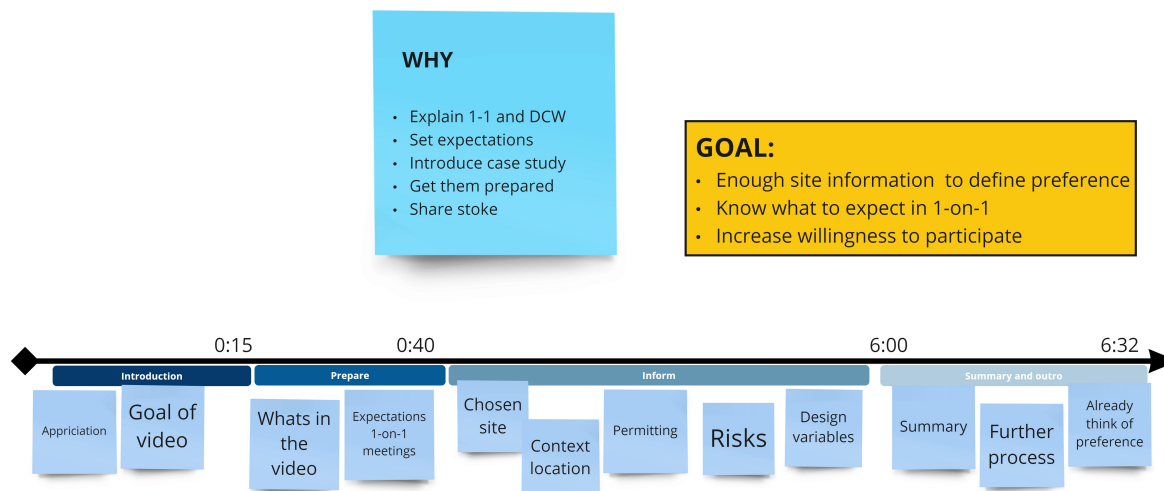 WHY
• Explain 1-1 and DCW
• Set expectations
• Introduce case study
• Get them prepared
• Share stoke
GOAL:
• Enough site information to define preference
• Know what to expect in 1-on-1
• Increase willingness to participate
0:15
0:40
6:00
6:32
Introduction
Prepare
Inform
Summary and outro
Appriciation
Goal of
video
Whats in
the
video
Expectations
1-on-1
meetings
Chosen
site
Context
location
Permitting
Risks
Design
variables
Summary
Further
process
Already
think of
preference